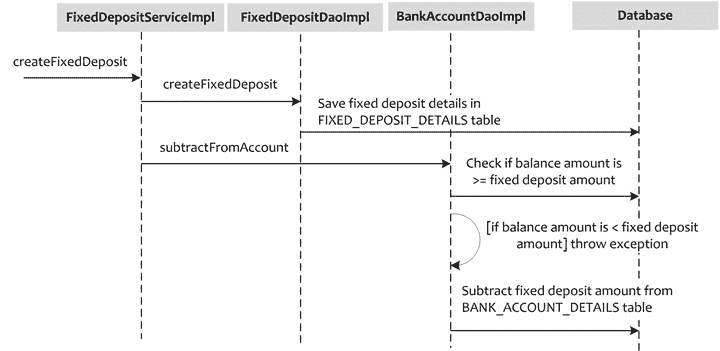 FixedDepositServiceImpl
FixedDepositDaoImpl
BankAccountDaoImpl
Database
createFixedDeposit
createFixedDeposit
Save fixed deposit details in
FIXED_DEPOSIT_DETAILS table
subtractFromAccount
Check if balance amount is
>= fixed deposit amount
[if balance amount is < fixed deposit
amount] throw exception
Subtract fixed deposit amount from
BANK_ACCOUNT_DETAILS table